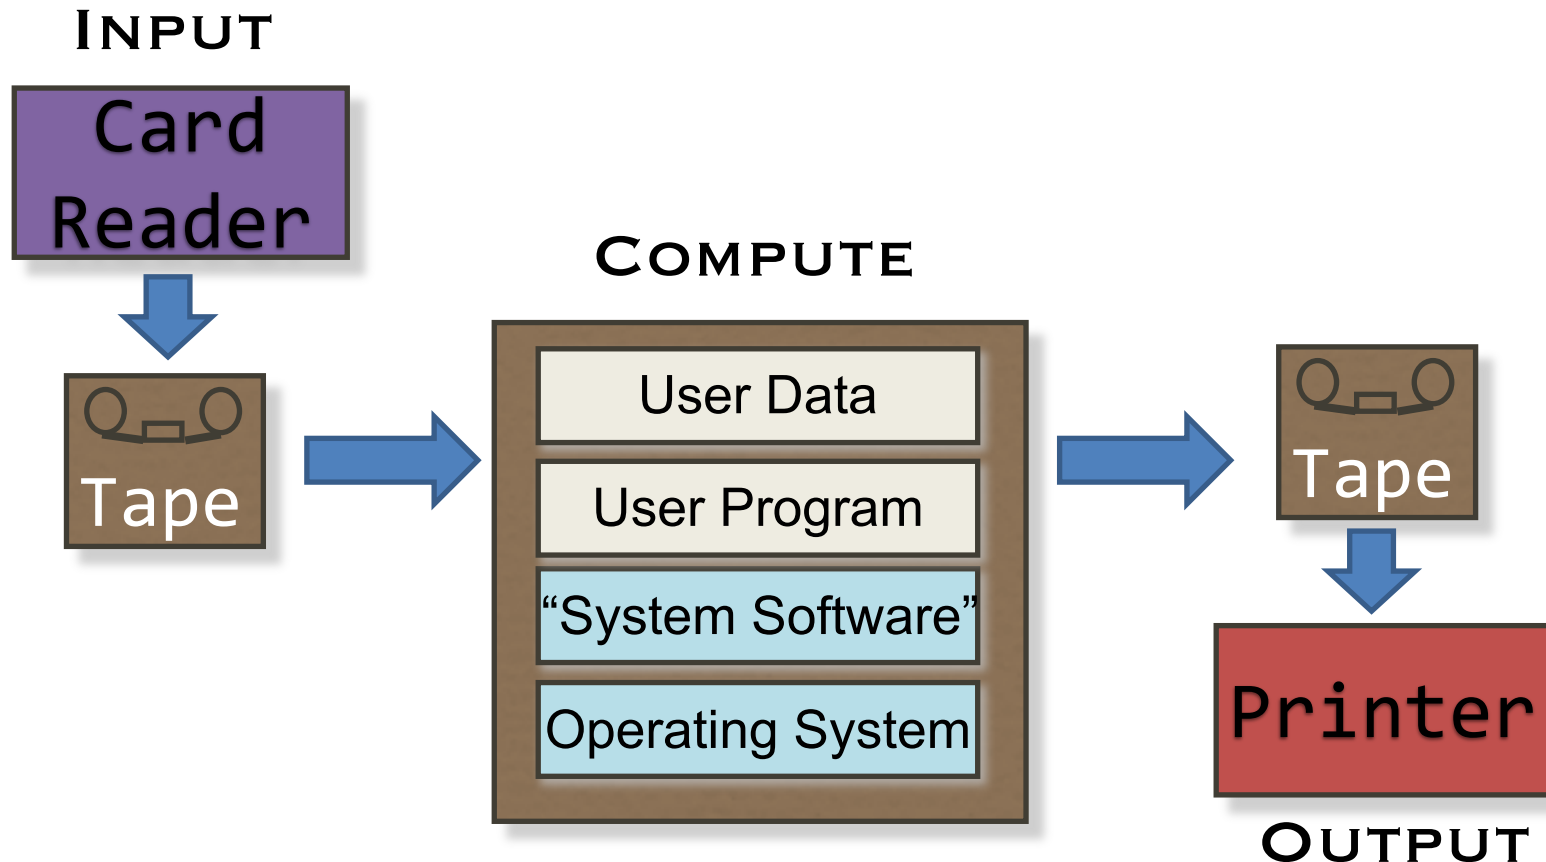 INPUT
Card
Reader
Tape
COMPUTE
User Data
User Program
“System Software”
Operating System
Tape
Printer
OUTPUT